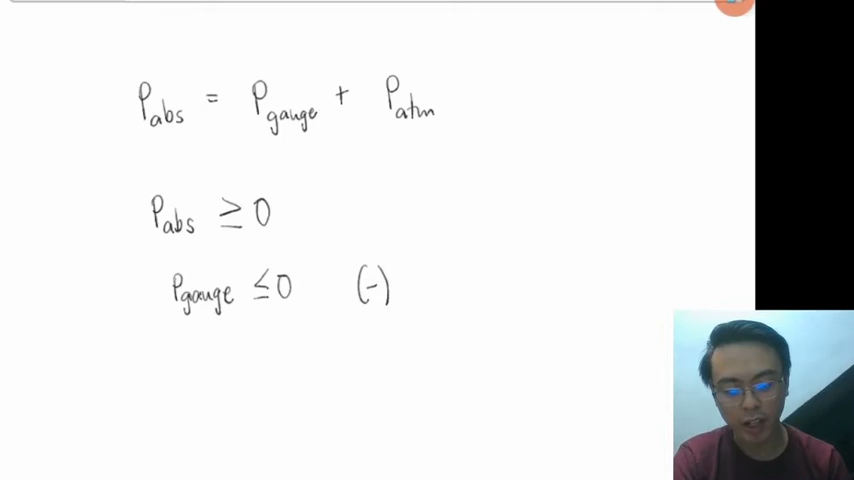 Pabs = Pgauge + Patm
Pabs ≥ 0
Pgauge ≤ 0 (-)